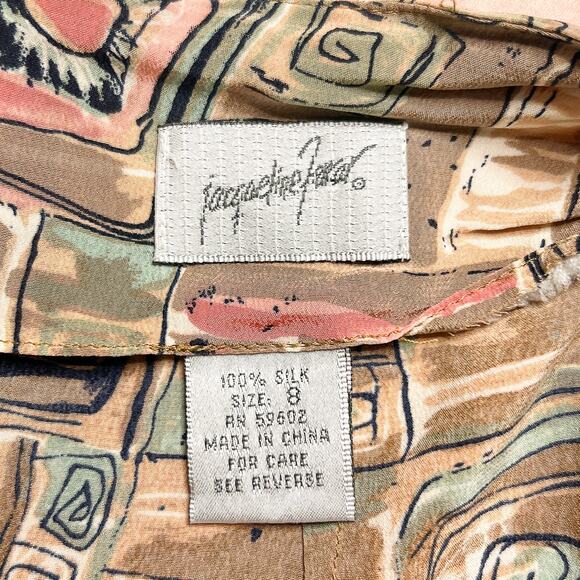 jacqueline Ferrar ®
100% SILK
SIZE: 8
RN 59602
MADE IN CHINA
FOR CARE
SEE REVERSE